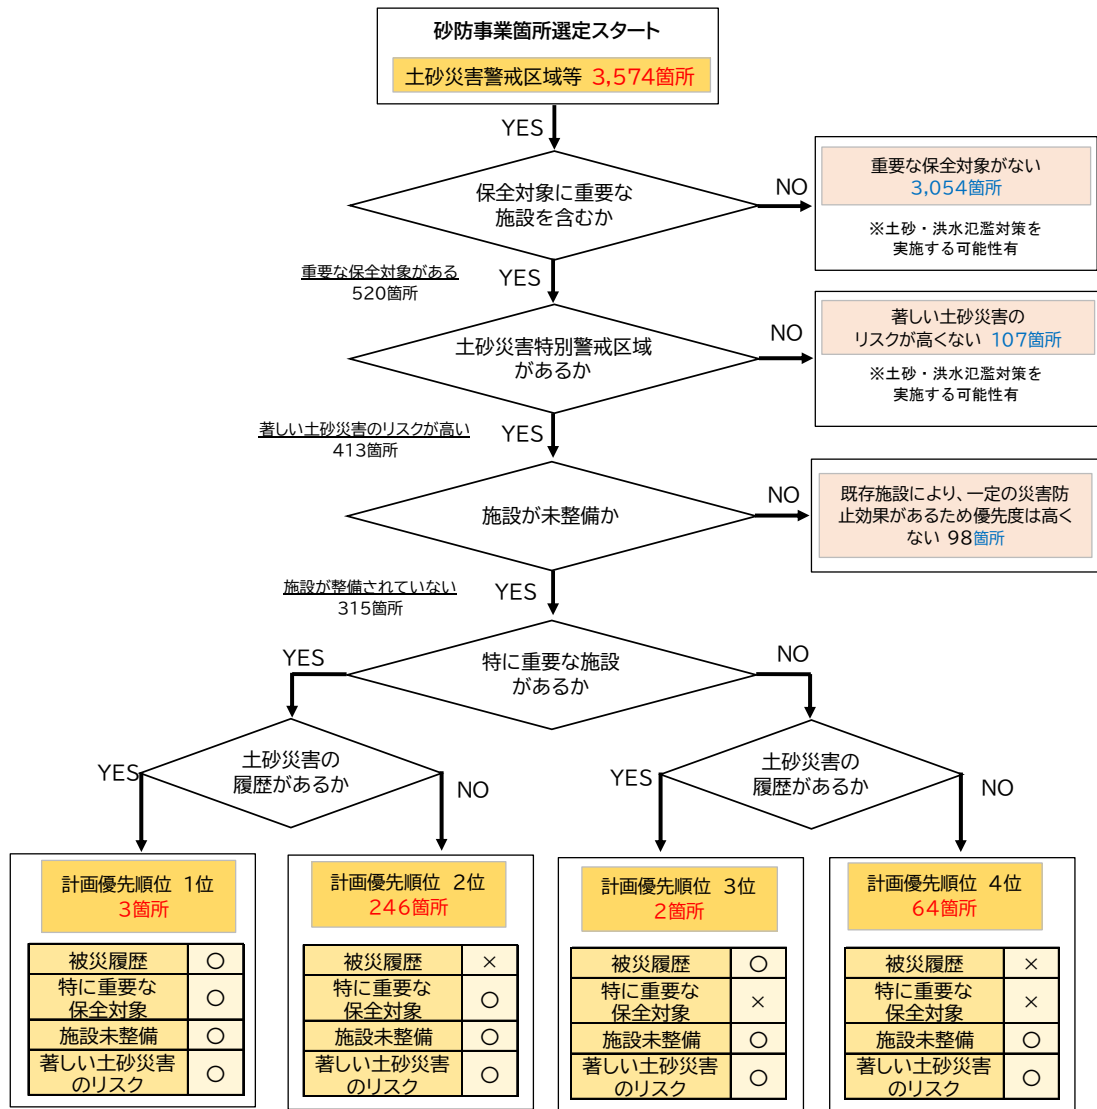 砂防事業箇所選定スタート
土砂災害警戒区域等 3,574箇所
YES
保全対象に重要な
施設を含むか
NO
重要な保全対象がない
3,054箇所
※土砂・洪水氾濫対策を
実施する可能性有
重要な保全対象がある
520箇所
YES
土砂災害特別警戒区域
があるか
NO
著しい土砂災害の
リスクが高くない 107箇所
※土砂・洪水氾濫対策を
実施する可能性有
著しい土砂災害のリスクが高い
413箇所
YES
施設が未整備か
NO
既存施設により、一定の災害防
止効果があるため優先度は高く
ない 98箇所
施設が整備されていない
315箇所
YES
特に重要な施設
があるか
YES
NO
土砂災害の
履歴があるか
YES
NO
土砂災害の
履歴があるか
YES
NO
計画優先順位 1位
3箇所
被災履歴 〇
特に重要な
保全対象 〇
施設未整備 〇
著しい土砂災害
のリスク 〇
計画優先順位 2位
246箇所
被災履歴 ×
特に重要な
保全対象 〇
施設未整備 〇
著しい土砂災害
のリスク 〇
計画優先順位 3位
2箇所
被災履歴 〇
特に重要な
保全対象 ×
施設未整備 〇
著しい土砂災害
のリスク 〇
計画優先順位 4位
64箇所
被災履歴 ×
特に重要な
保全対象 ×
施設未整備 〇
著しい土砂災害
のリスク 〇